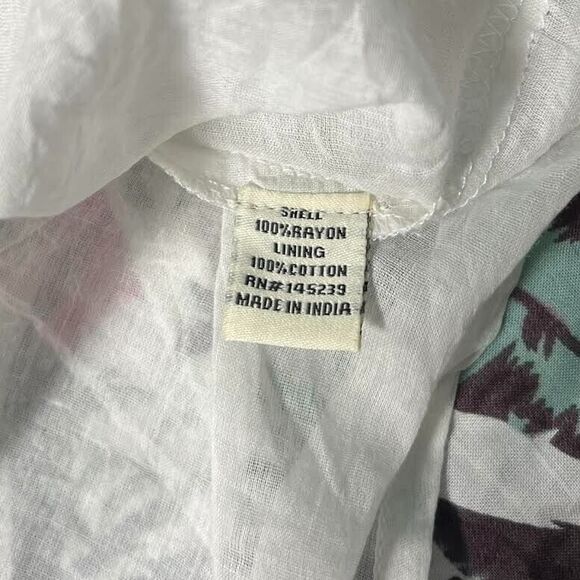 SHELL
100%RAYON
LINING
100%COTTON
RN#145239
MADE IN INDIA